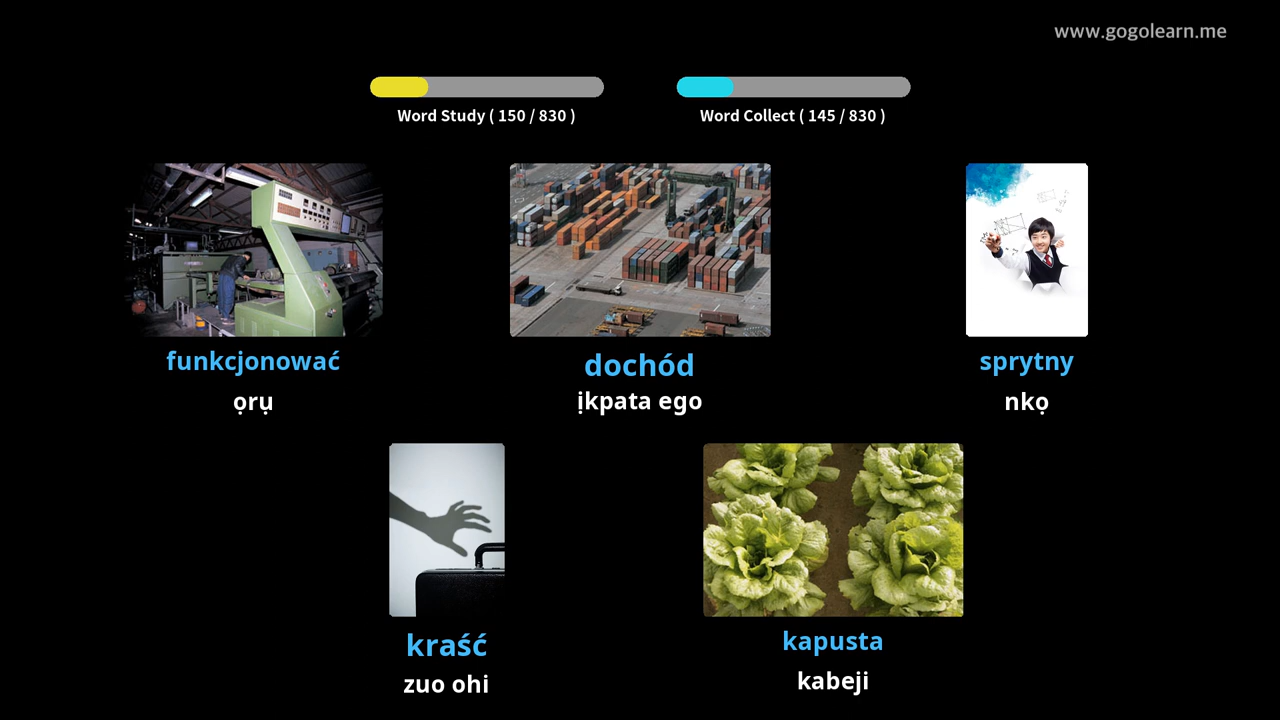 www.gogolearn.me
Word Study ( 150 / 830 )
Word Collect ( 145 / 830 )
funkcjonować
dochód
sprytny
ọrụ
ịkpata ego
nkọ
kraść
kapusta
zuo ohi
kabeji